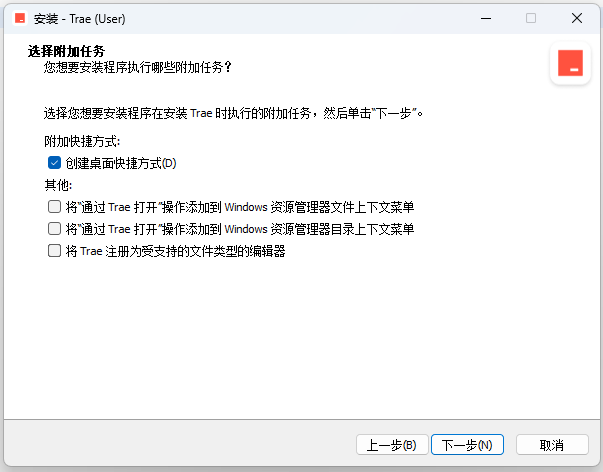 安装 - Trae (User)
选择附加任务
您想要安装程序执行哪些附加任务？
选择您想要安装程序在安装 Trae 时执行的附加任务，然后单击“下一步”。
附加快捷方式:
创建桌面快捷方式(D)
其他:
将“通过 Trae 打开”操作添加到 Windows 资源管理器文件上下文菜单
将“通过 Trae 打开”操作添加到 Windows 资源管理器目录上下文菜单
将 Trae 注册为受支持的文件类型的编辑器
上一步(B) 下一步(N) 取消